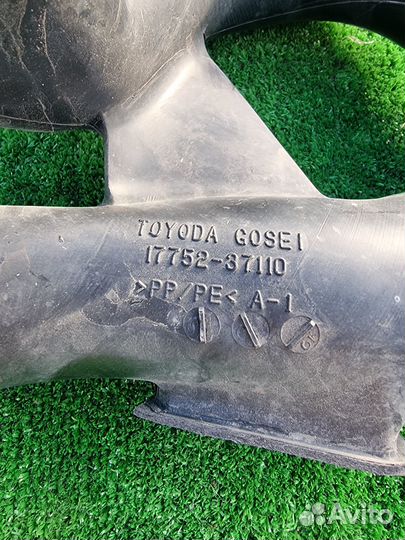 TOYODA GOSEI
17752-37110
>PP/PE< A-1
Avito